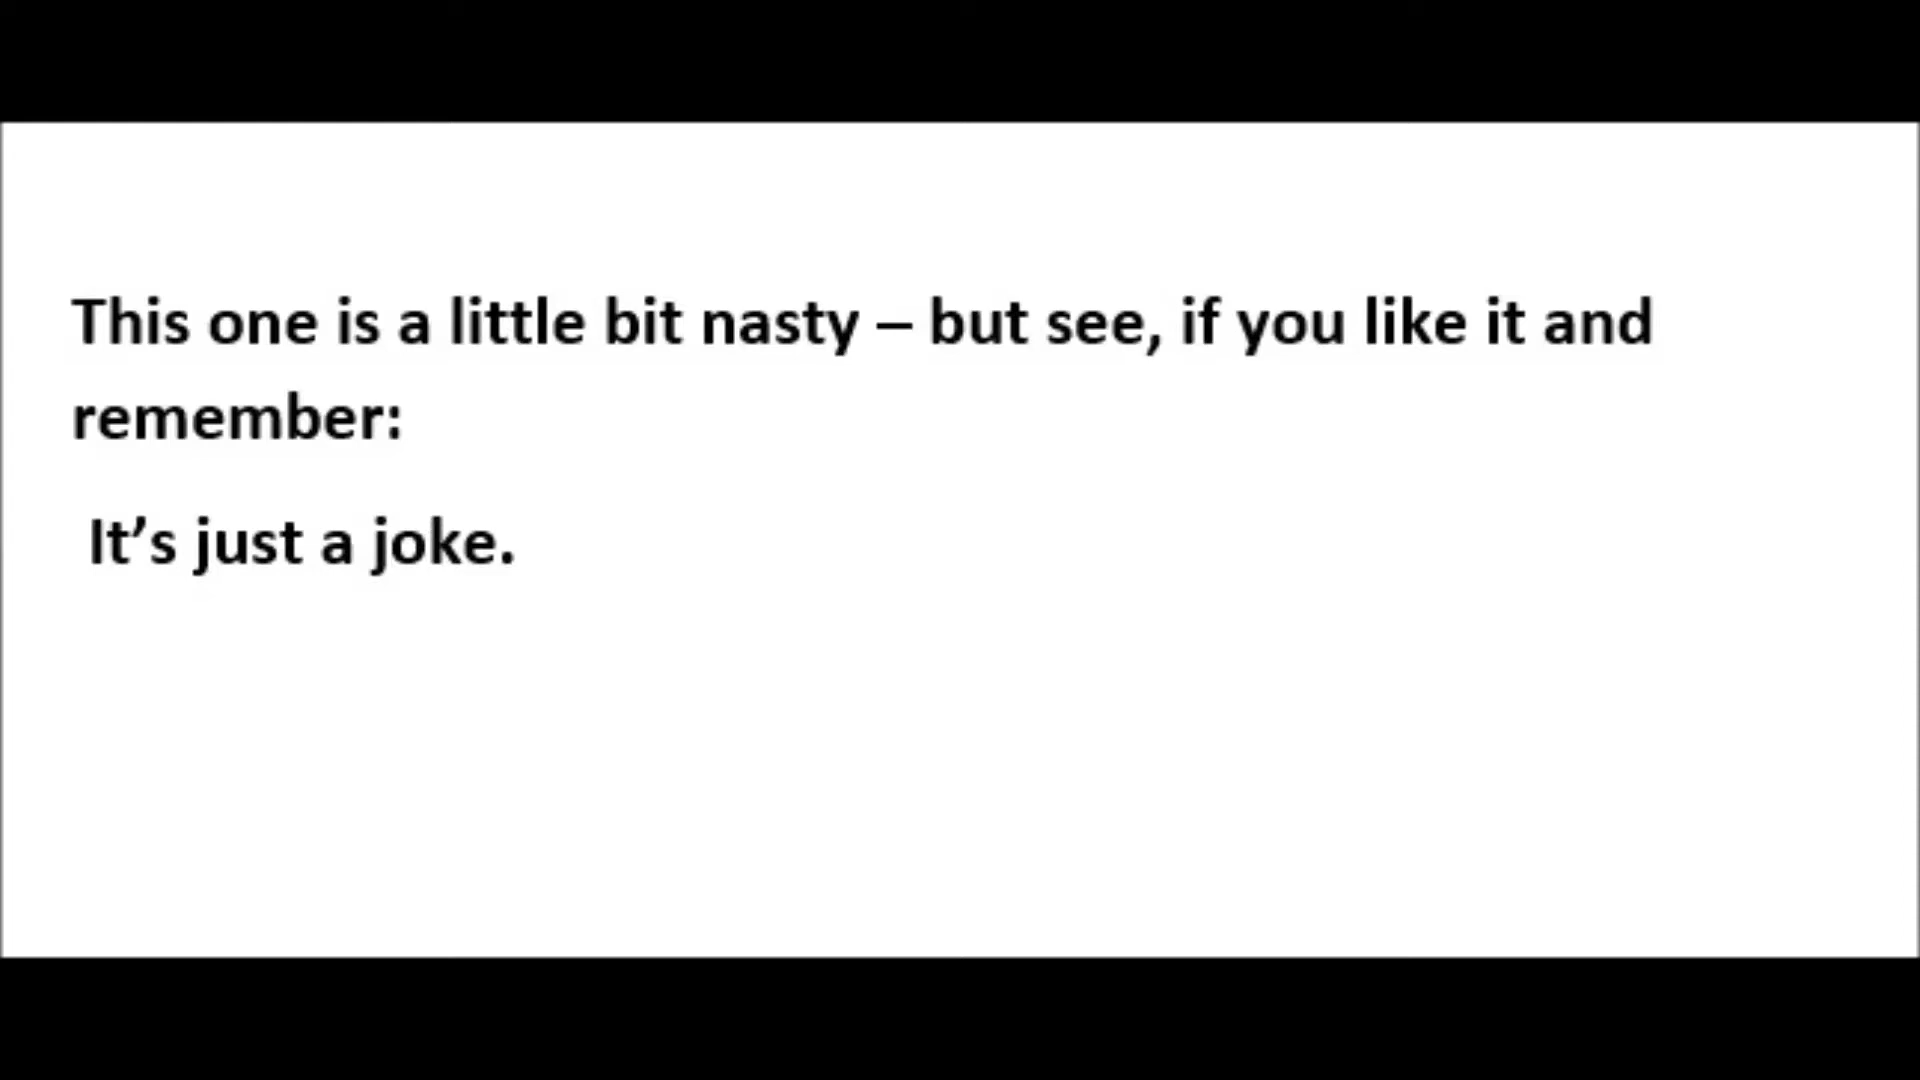 This one is a little bit nasty – but see, if you like it and
remember:
It’s just a joke.